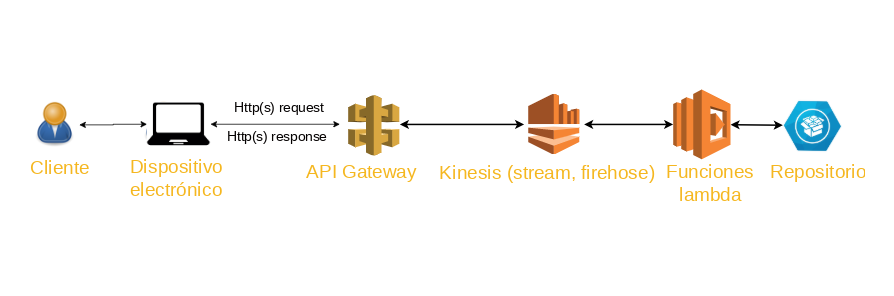 Http(s) request
Http(s) response
Cliente
Dispositivo
electrónico
API Gateway
Kinesis (stream, firehose)
Funciones
lambda
Repositorio